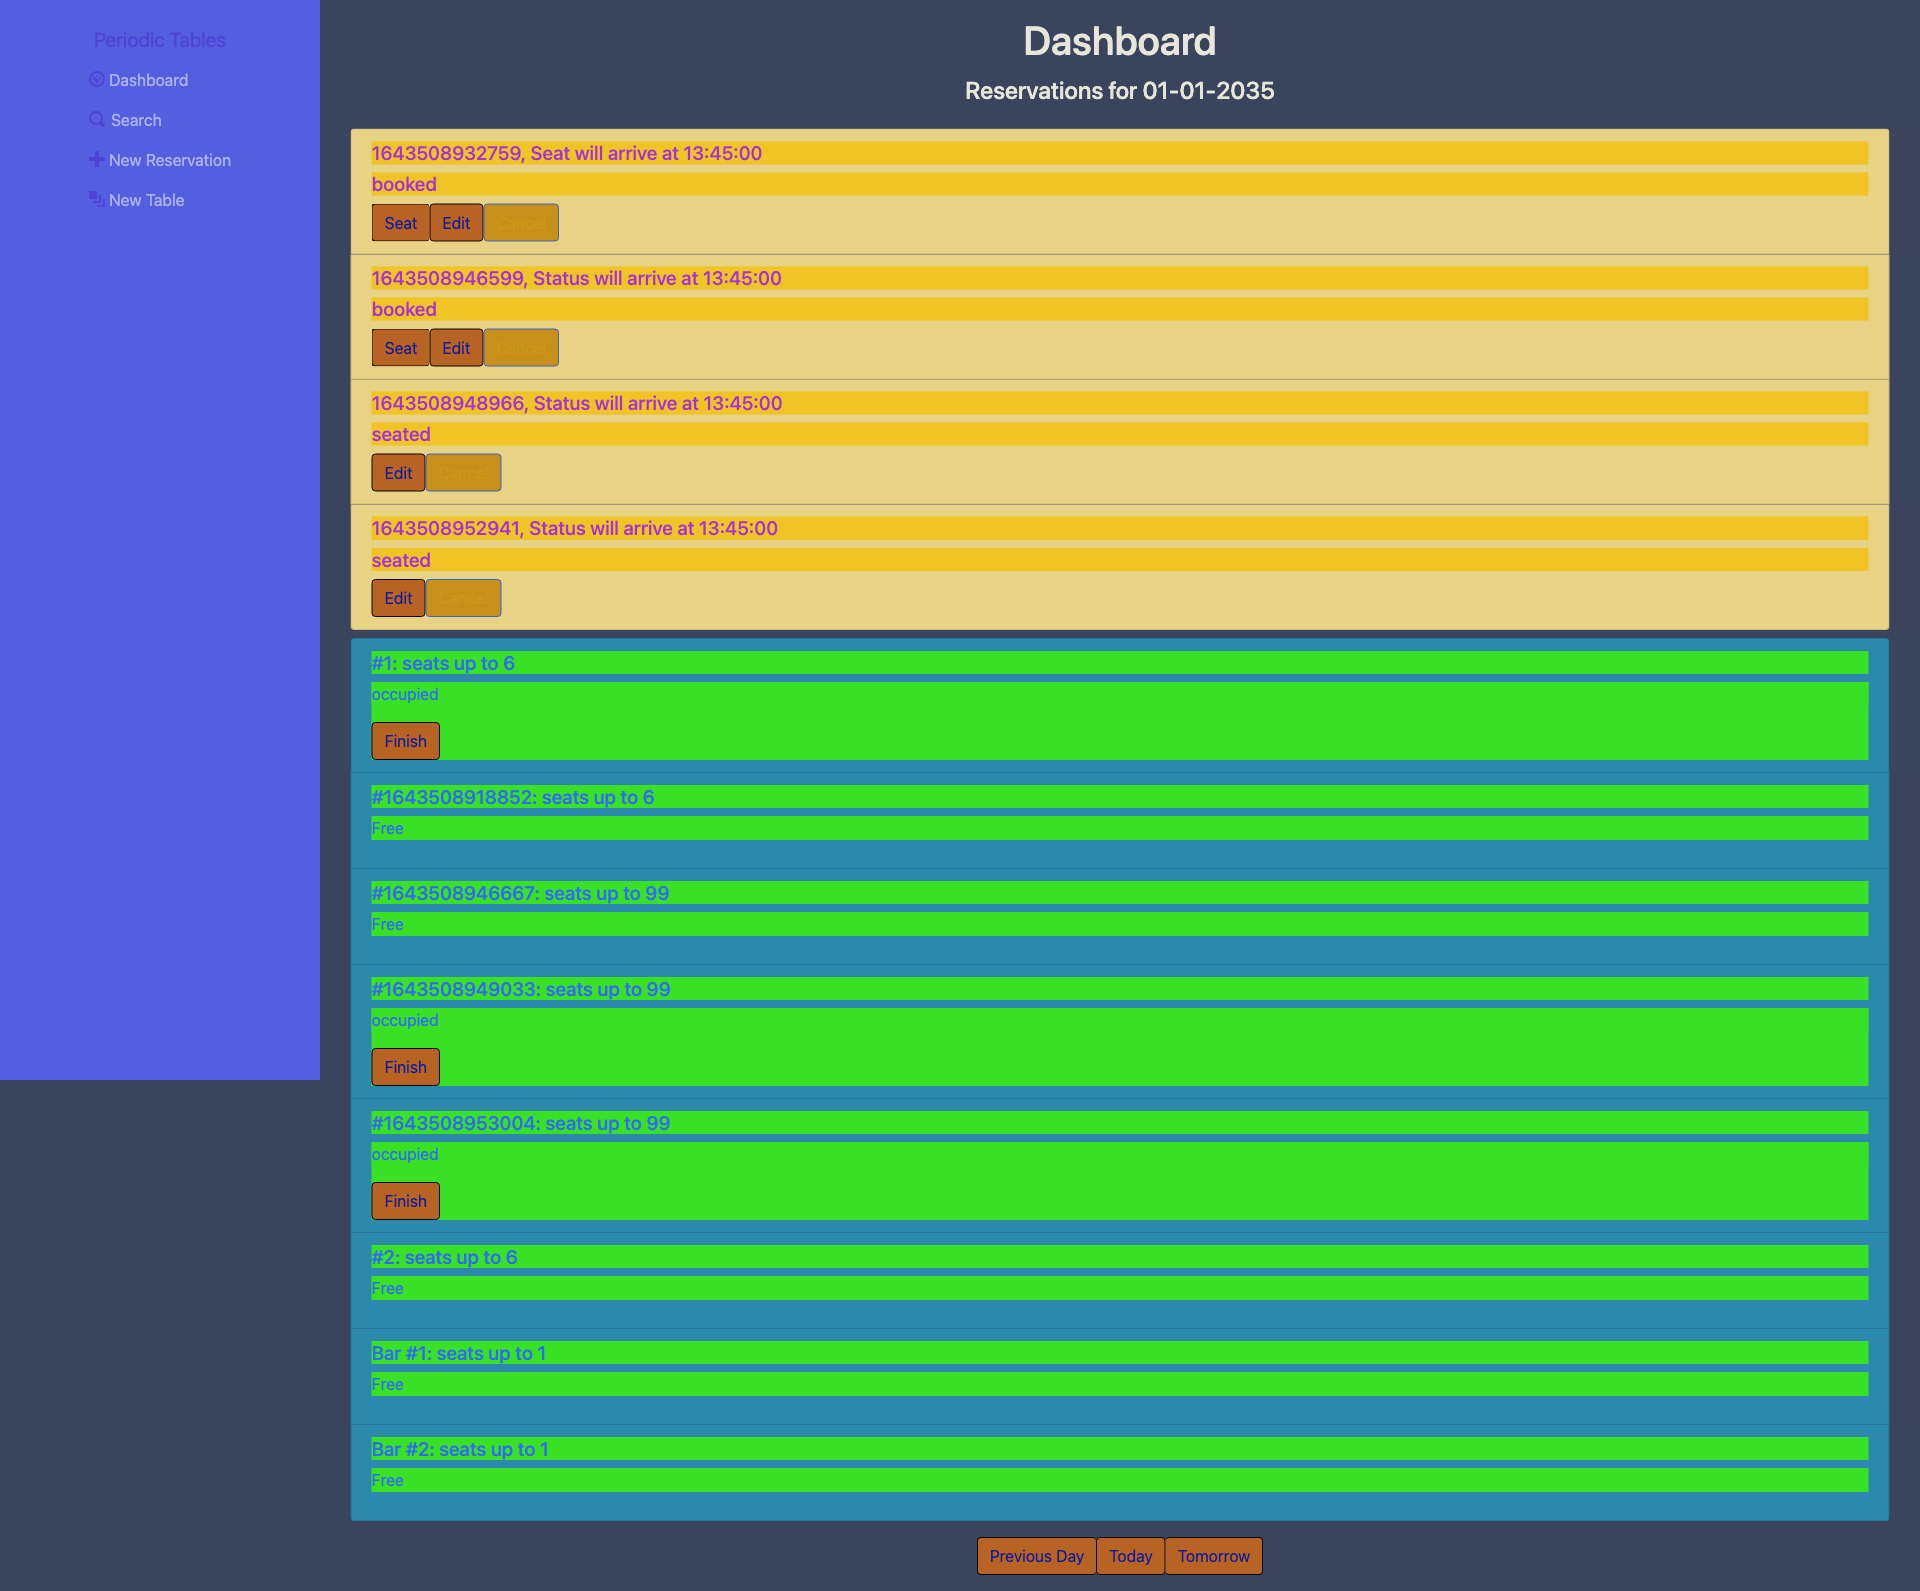 Periodic Tables
Dashboard
Search
New Reservation
New Table
Dashboard
Reservations for 01-01-2035
1643508932759, Seat will arrive at 13:45:00
booked
Seat Edit Cancel
1643508946599, Status will arrive at 13:45:00
booked
Seat Edit Cancel
1643508948966, Status will arrive at 13:45:00
seated
Edit Cancel
1643508952941, Status will arrive at 13:45:00
seated
Edit Cancel
#1: seats up to 6
occupied
Finish
#1643508918852: seats up to 6
Free
#1643508946667: seats up to 99
Free
#1643508949033: seats up to 99
occupied
Finish
#1643508953004: seats up to 99
occupied
Finish
#2: seats up to 6
Free
Bar #1: seats up to 1
Free
Bar #2: seats up to 1
Free
Previous Day Today Tomorrow